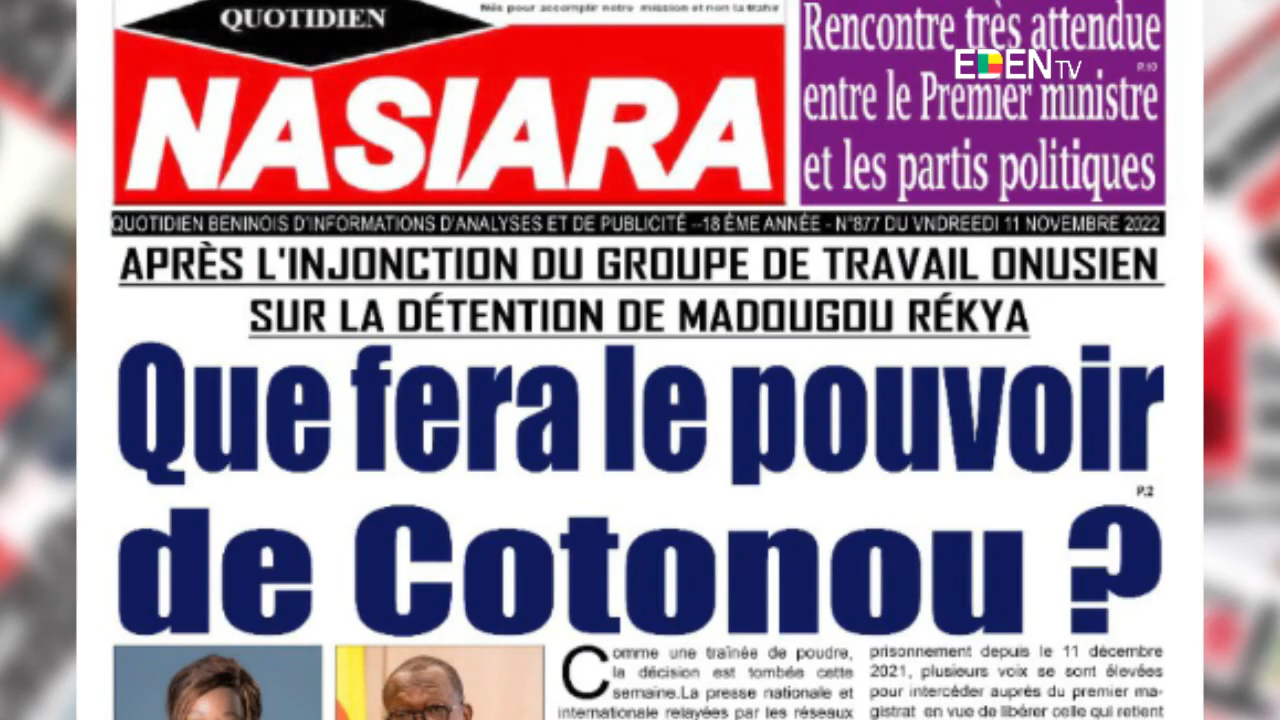 QUOTIDIEN
Née pour accomplir notre mission et non la trahir
NASIARA
Rencontre très attendue
EDEN TV
P.10
entre le Premier ministre
et les partis politiques
QUOTIDIEN BENINOIS D'INFORMATIONS D'ANALYSES ET DE PUBLICITÉ --18 ÈME ANNÉE - N°877 DU VNDREEDI 11 NOVEMBRE 2022
APRÈS L'INJONCTION DU GROUPE DE TRAVAIL ONUSIEN
SUR LA DÉTENTION DE MADOUGOU RÉKYA
Que fera le pouvoir
P.2
de Cotonou ?
Comme une traînée de poudre,
la décision est tombée cette
semaine.La presse nationale et
internationale relayées par les réseaux
prisonnement depuis le 11 décembre
2021, plusieurs voix se sont élevées
pour intercéder auprés du premier ma-
gistrat en vue de libérer celle qui retient